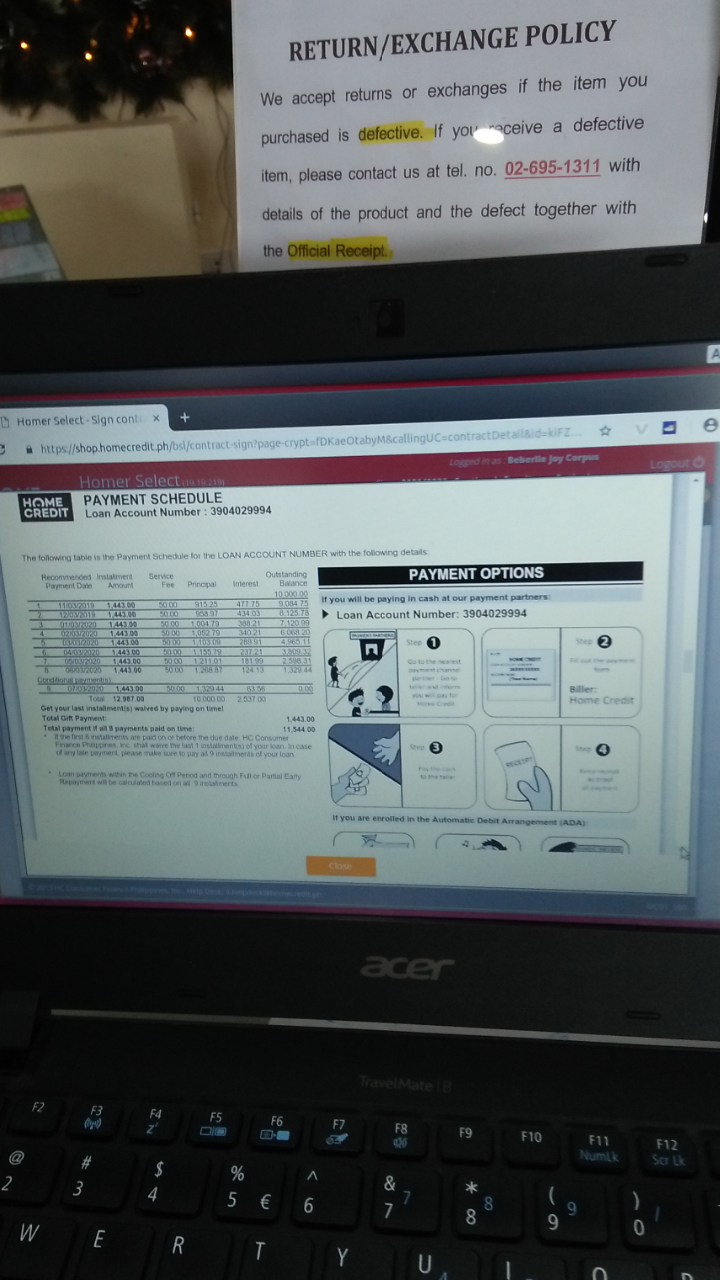 RETURN/EXCHANGE POLICY
We accept returns or exchanges if the item you
purchased is defective. If you receive a defective
item, please contact us at tel. no. 02-695-1311 with
details of the product and the defect together with
the Official Receipt.
Homer Select - Sign cont
https://shop.homecredit.ph/bsl/contract-sign?page-crypt=fDKaeOtabyM&callingUC=contractDetail&id=kiFZ...
Logged in as: Beberlie Joy Corpus
Logout
Homer Select
HOME CREDIT
PAYMENT SCHEDULE
Loan Account Number : 3904029994
The following table is the Payment Schedule for the LOAN ACCOUNT NUMBER with the following details:
Recommended Payment Date Installment Amount Service Fee Principal Interest Outstanding Balance
10,000.00
1. 11/03/2019 1,443.00 50.00 915.25 477.75 9,084.75
2. 12/03/2019 1,443.00 50.00 958.97 434.03 8,125.78
3. 01/03/2020 1,443.00 50.00 1,004.79 388.21 7,120.99
4. 02/03/2020 1,443.00 50.00 1,052.79 340.21 6,068.20
5. 03/03/2020 1,443.00 50.00 1,103.09 289.91 4,965.11
6. 04/03/2020 1,443.00 50.00 1,155.79 237.21 3,809.32
7. 05/03/2020 1,443.00 50.00 1,211.01 181.99 2,598.31
8. 06/03/2020 1,443.00 50.00 1,268.87 124.13 1,329.44
Conditional payment(s):
9. 07/03/2020 1,443.00 50.00 1,329.44 63.56 0.00
Total 12,987.00 10,000.00 2,537.00
Get your last installment(s) waived by paying on time!
Total Gift Payment: 1,443.00
Total payment if all 8 payments paid on time: 11,544.00
* If the first 8 installments are paid on or before the due date, HC Consumer
Finance Philippines, Inc. shall waive the last 1 installment(s) of your loan. In case
of any late payment, please make sure to pay all 9 installments of your loan.
* Loan payments within the Cooling Off Period and through Full or Partial Early
Repayment will be calculated based on all 9 installments.
PAYMENT OPTIONS
If you will be paying in cash at our payment partners:
Loan Account Number: 3904029994
Step 1
Go to the nearest
payment channel
partner. Go to
teller and inform
you will pay for
Home Credit
Step 2
Fill out the payment
form
HOME CREDIT
Biller:
Home Credit
Step 3
Pay the cash
to the teller
Step 4
RECEIPT
Keep receipt
as proof
of payment
If you are enrolled in the Automatic Debit Arrangement (ADA):
Close
acer
TravelMate B
F2 F3 F4 F5 F6 F7 F8 F9 F10 F11 F12
NumLk Scr Lk
@ # $ % ^ & * ( )
2 3 4 5 € 6 7 7 8 8 9 9 0 /
W E R T Y U